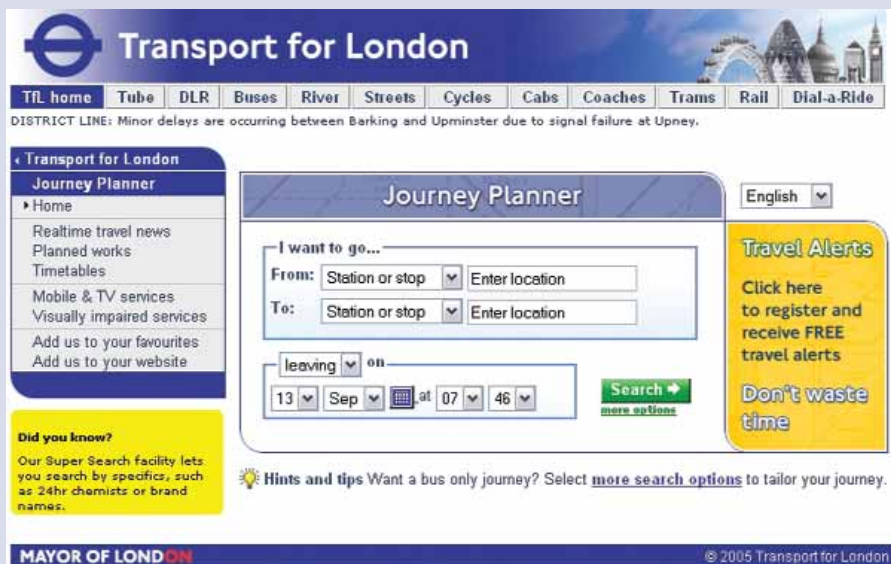 Transport for London
TfL home Tube DLR Buses River Streets Cycles Cabs Coaches Trams Rail Dial-a-Ride
DISTRICT LINE: Minor delays are occurring between Barking and Upminster due to signal failure at Upney.
Transport for London
Journey Planner
Home
Realtime travel news
Planned works
Timetables
Mobile & TV services
Visually impaired services
Add us to your favourites
Add us to your website
Did you know?
Our Super Search facility lets
you search by specifics, such
as 24hr chemists or brand
names.
Journey Planner
I want to go...
From: Station or stop Enter location
To: Station or stop Enter location
leaving on
13 Sep at 07 46
Search
more options
English
Travel Alerts
Click here
to register and
receive FREE
travel alerts
Don't waste
time
Hints and tips Want a bus only journey? Select more search options to tailor your journey.
MAYOR OF LONDON
© 2005 Transport for London